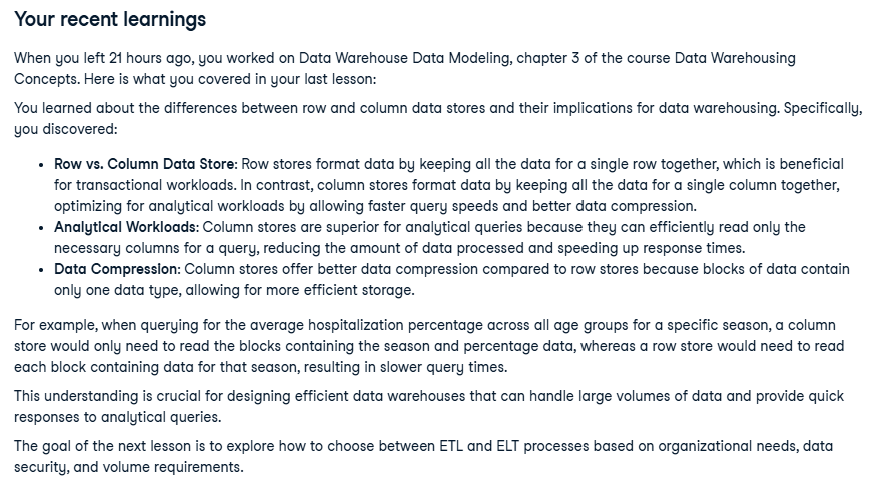 Your recent learnings
When you left 21 hours ago, you worked on Data Warehouse Data Modeling, chapter 3 of the course Data Warehousing
Concepts. Here is what you covered in your last lesson:
You learned about the differences between row and column data stores and their implications for data warehousing. Specifically,
you discovered:
• Row vs. Column Data Store: Row stores format data by keeping all the data for a single row together, which is beneficial
for transactional workloads. In contrast, column stores format data by keeping all the data for a single column together,
optimizing for analytical workloads by allowing faster query speeds and better data compression.
• Analytical Workloads: Column stores are superior for analytical queries because they can efficiently read only the
necessary columns for a query, reducing the amount of data processed and speeding up response times.
• Data Compression: Column stores offer better data compression compared to row stores because blocks of data contain
only one data type, allowing for more efficient storage.
For example, when querying for the average hospitalization percentage across all age groups for a specific season, a column
store would only need to read the blocks containing the season and percentage data, whereas a row store would need to read
each block containing data for that season, resulting in slower query times.
This understanding is crucial for designing efficient data warehouses that can handle large volumes of data and provide quick
responses to analytical queries.
The goal of the next lesson is to explore how to choose between ETL and ELT processes based on organizational needs, data
security, and volume requirements.